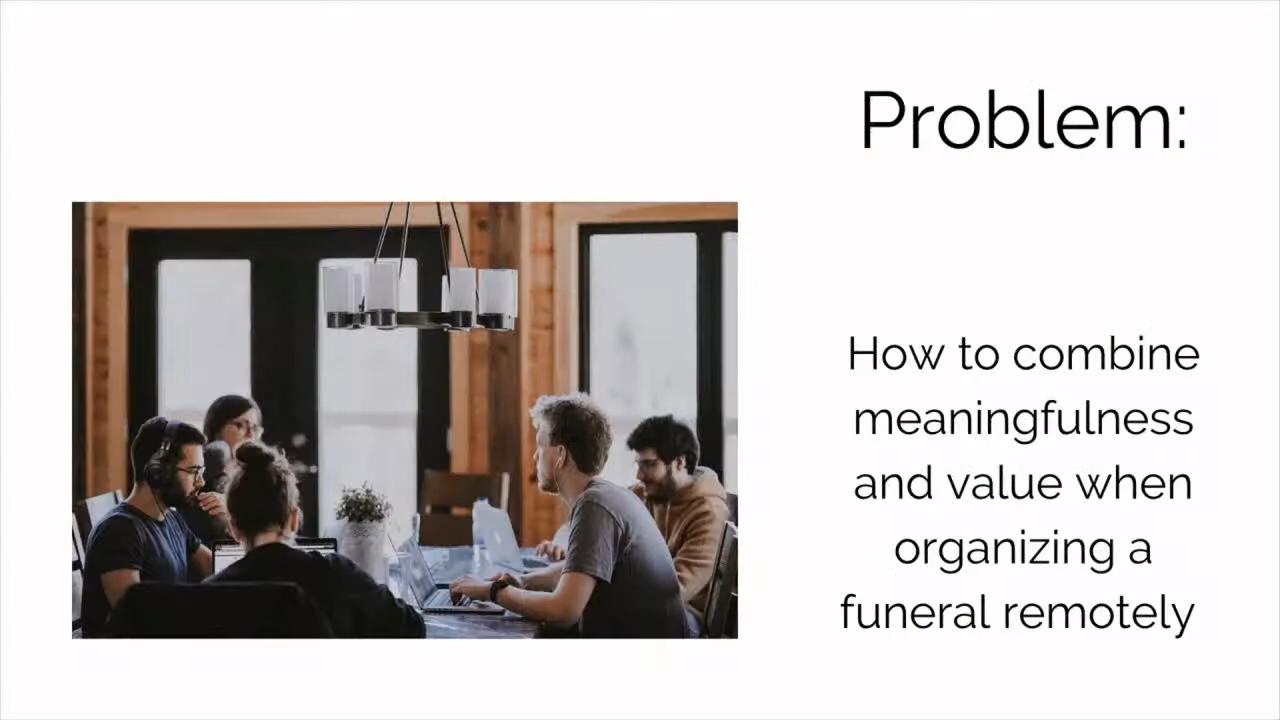 Problem:
How to combine
meaningfulness
and value when
organizing a
funeral remotely